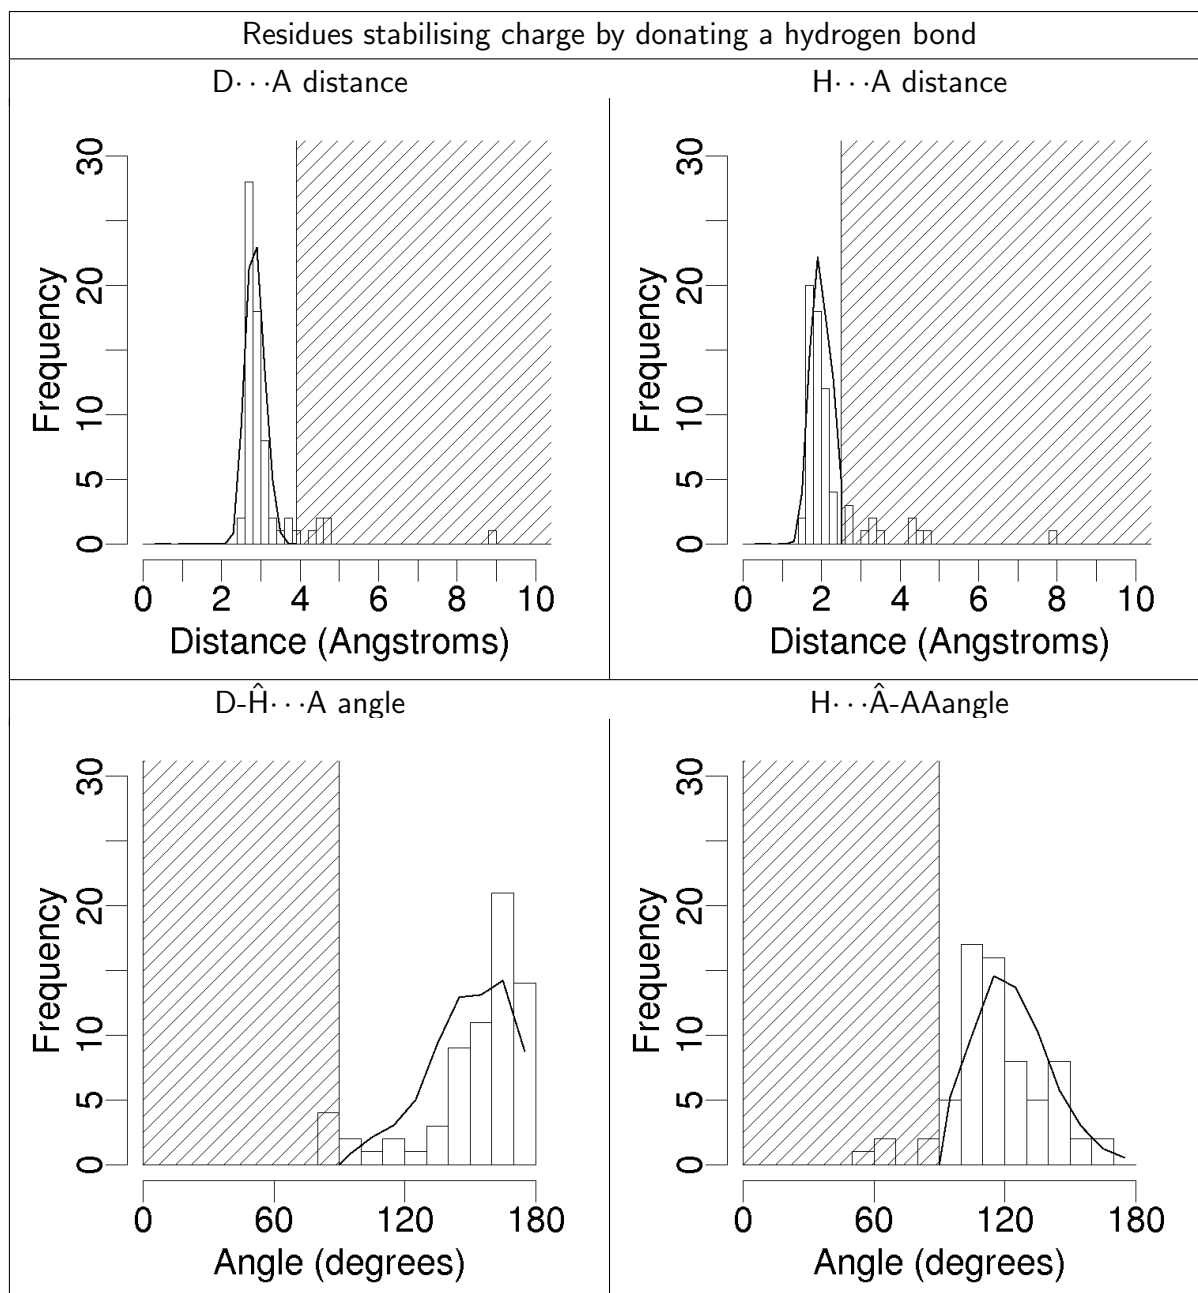 Residues stabilising charge by donating a hydrogen bond
D···A distance
H···A distance
30
20
10
5
0
Frequency
0 2 4 6 8 10
Distance (Angstroms)
30
20
10
5
0
Frequency
0 2 4 6 8 10
Distance (Angstroms)
D-Ĥ···A angle
H···Â-AAangle
30
20
10
5
0
Frequency
0 60 120 180
Angle (degrees)
30
20
10
5
0
Frequency
0 60 120 180
Angle (degrees)